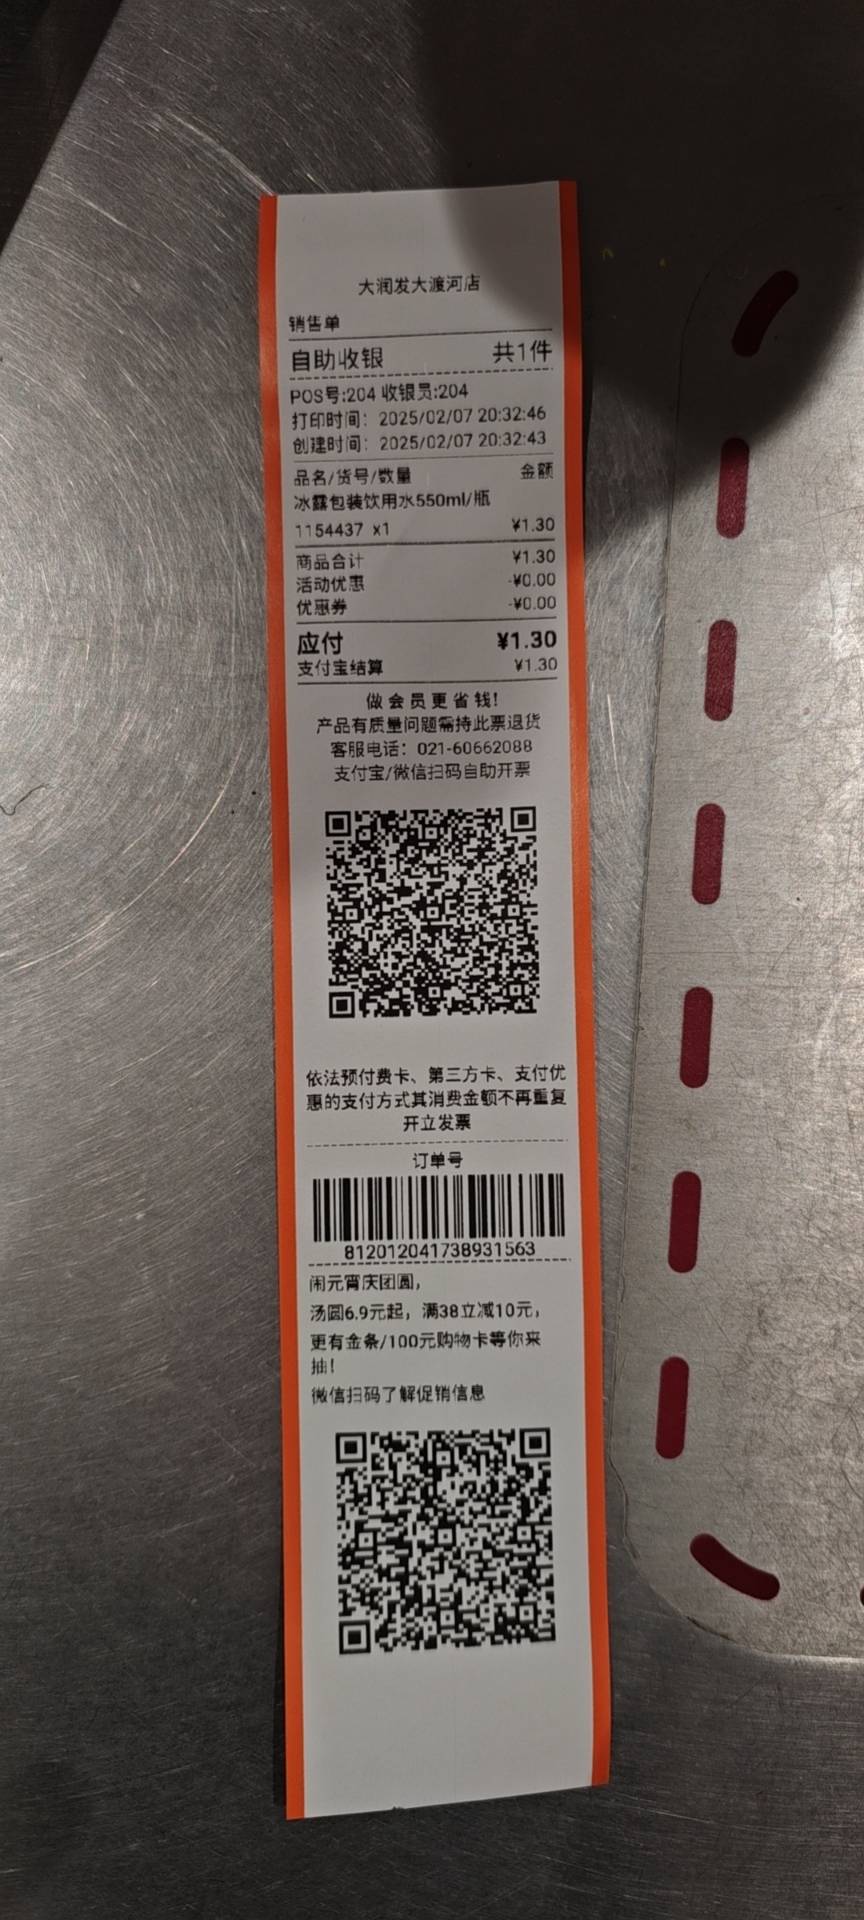 大润发大渡河店
销售单
自助收银 共1件
POS号:204 收银员:204
打印时间: 2025/02/07 20:32:46
创建时间: 2025/02/07 20:32:43
品名/货号/数量 金额
冰露包装饮用水550ml/瓶
1154437 x1 ¥1.30
商品合计 ¥1.30
活动优惠 -¥0.00
优惠券 -¥0.00
应付 ¥1.30
支付宝结算 ¥1.30
做会员更省钱!
产品有质量问题需持此票退货
客服电话: 021-60662088
支付宝/微信扫码自助开票
依法预付费卡、第三方卡、支付优
惠的支付方式其消费金额不再重复
开立发票
订单号
812012041738931563
闹元宵庆团圆,
汤圆6.9元起, 满38立减10元,
更有金条/100元购物卡等你来
抽!
微信扫码了解促销信息